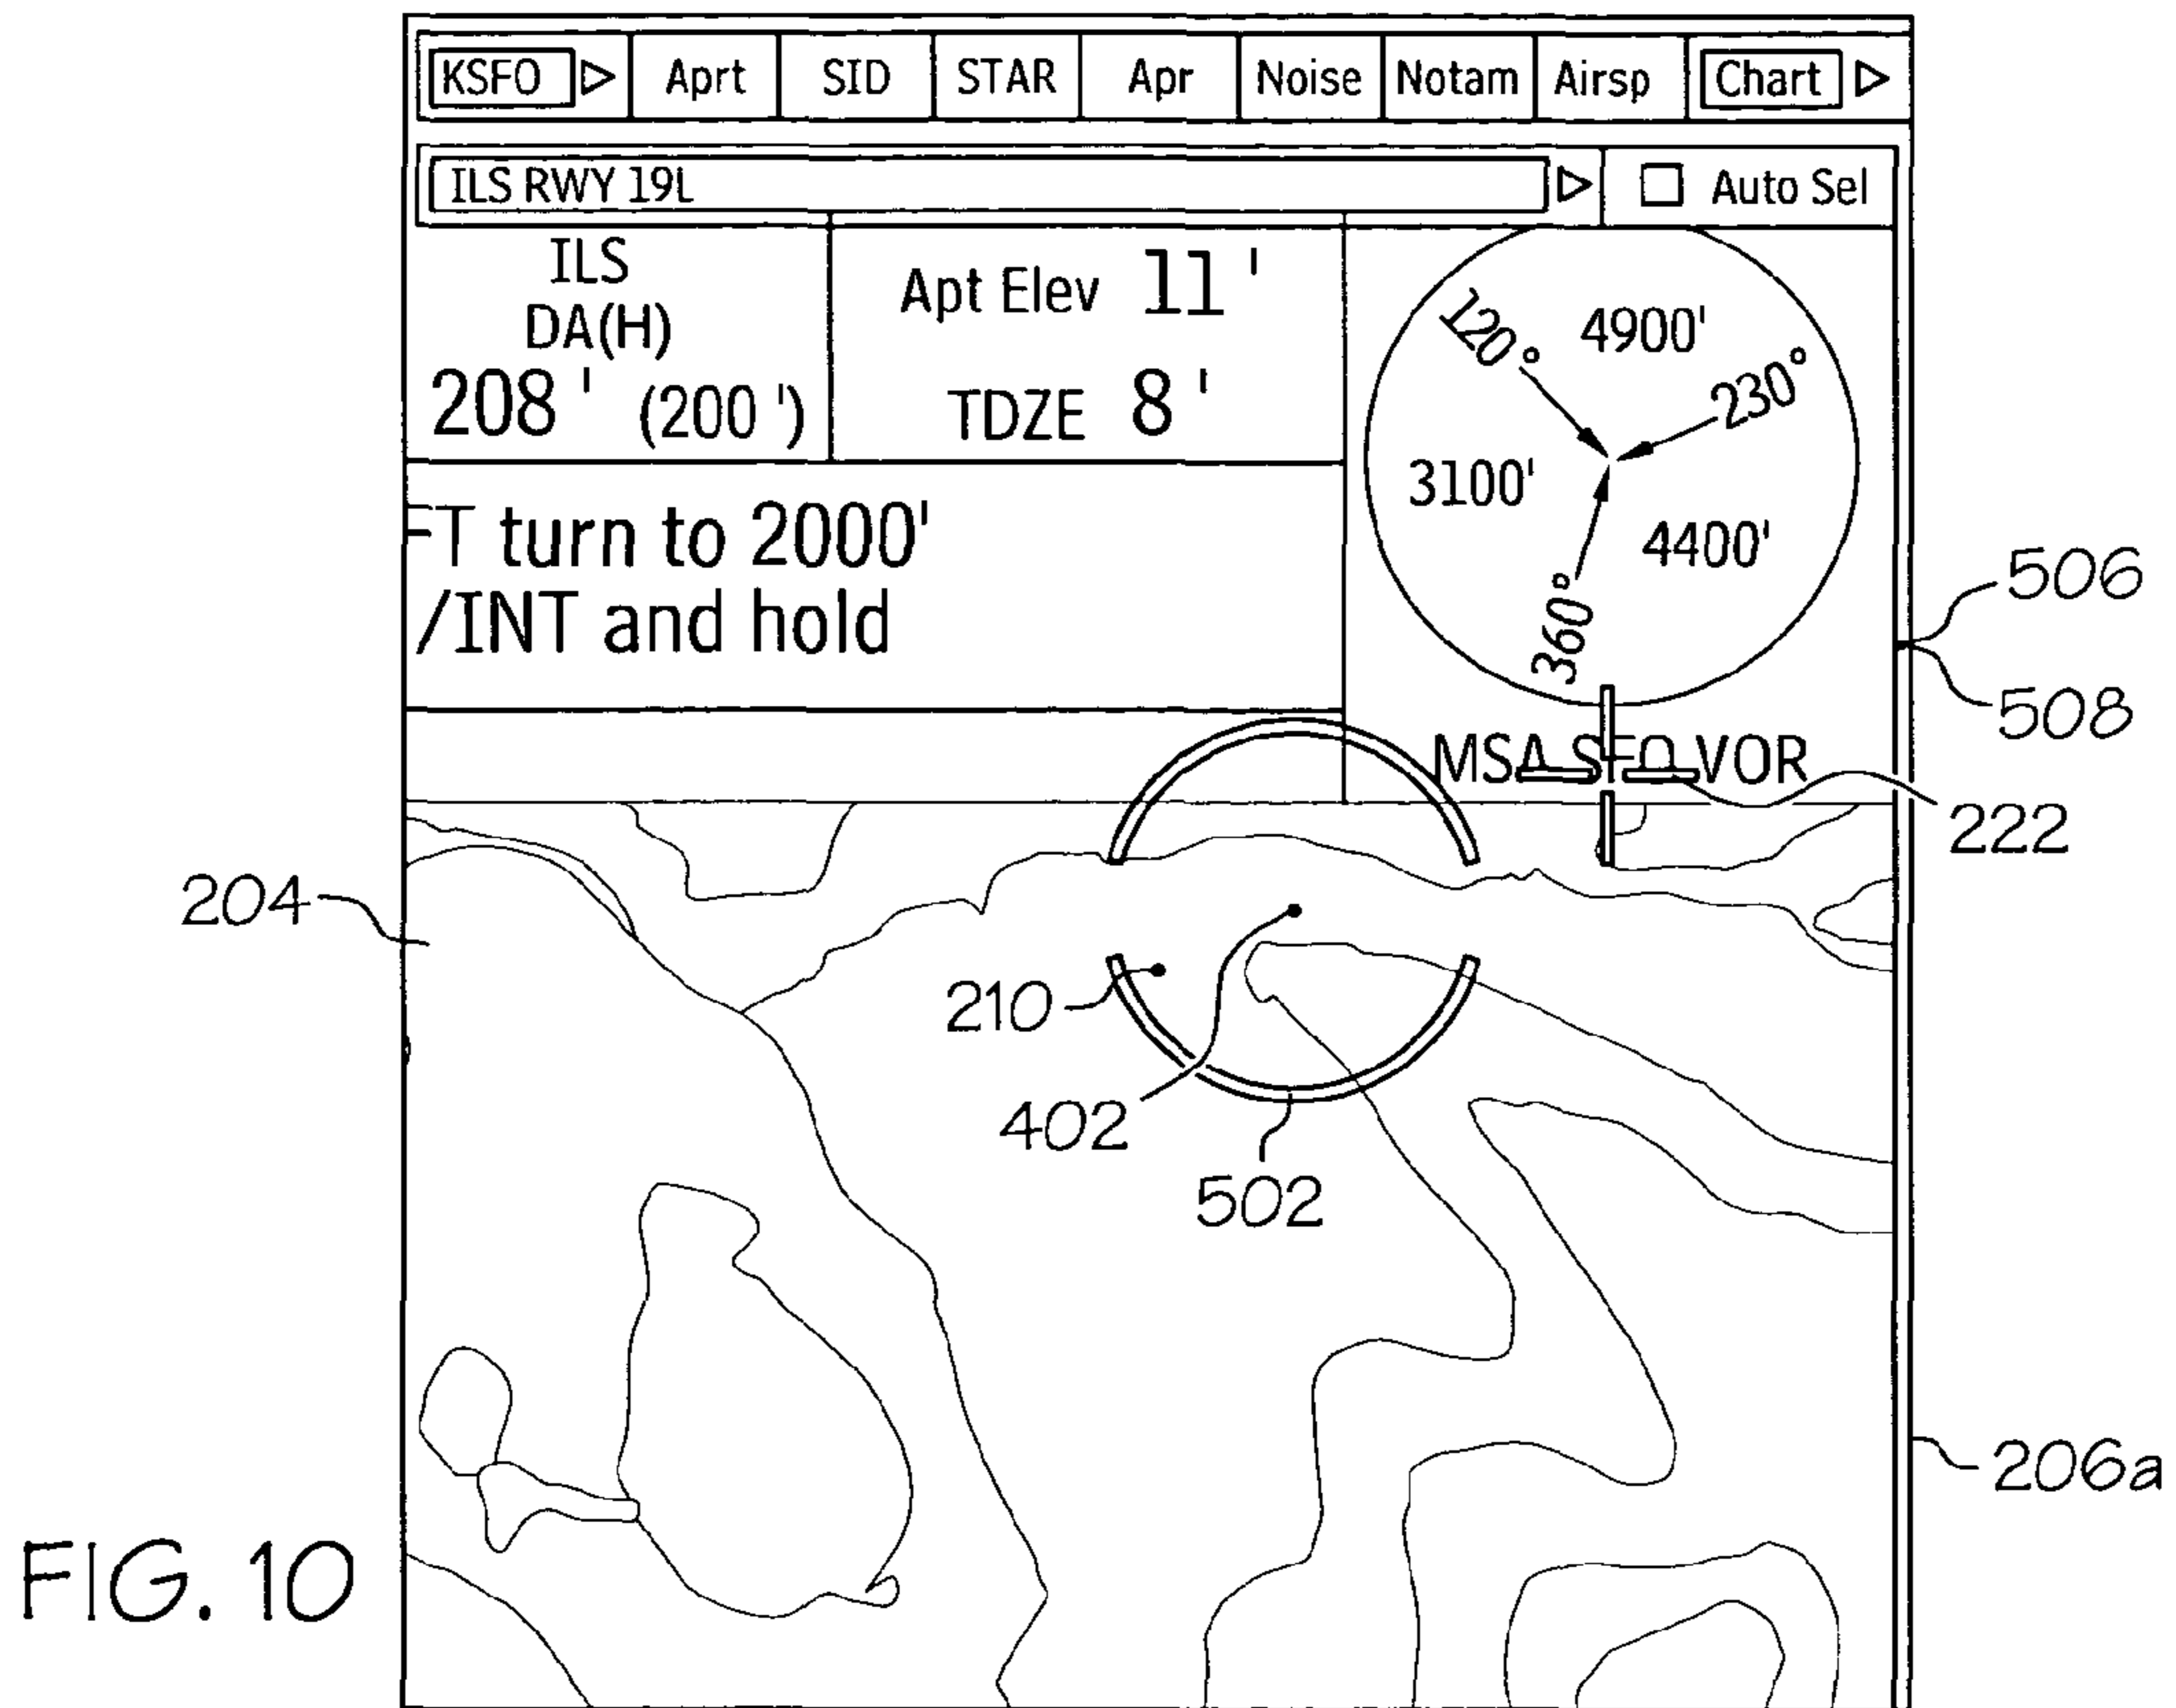 KSFO Aprt SID STAR Apr Noise Notam Airsp Chart
ILS RWY 19L Auto Sel
ILS
DA(H)
208' (200')
Apt Elev 11'
TDZE 8'
120°
4900'
230°
3100'
4400'
360°
MSA SFO VOR
FT turn to 2000'
/INT and hold
506
508
222
204
210
402
502
206a
FIG. 10